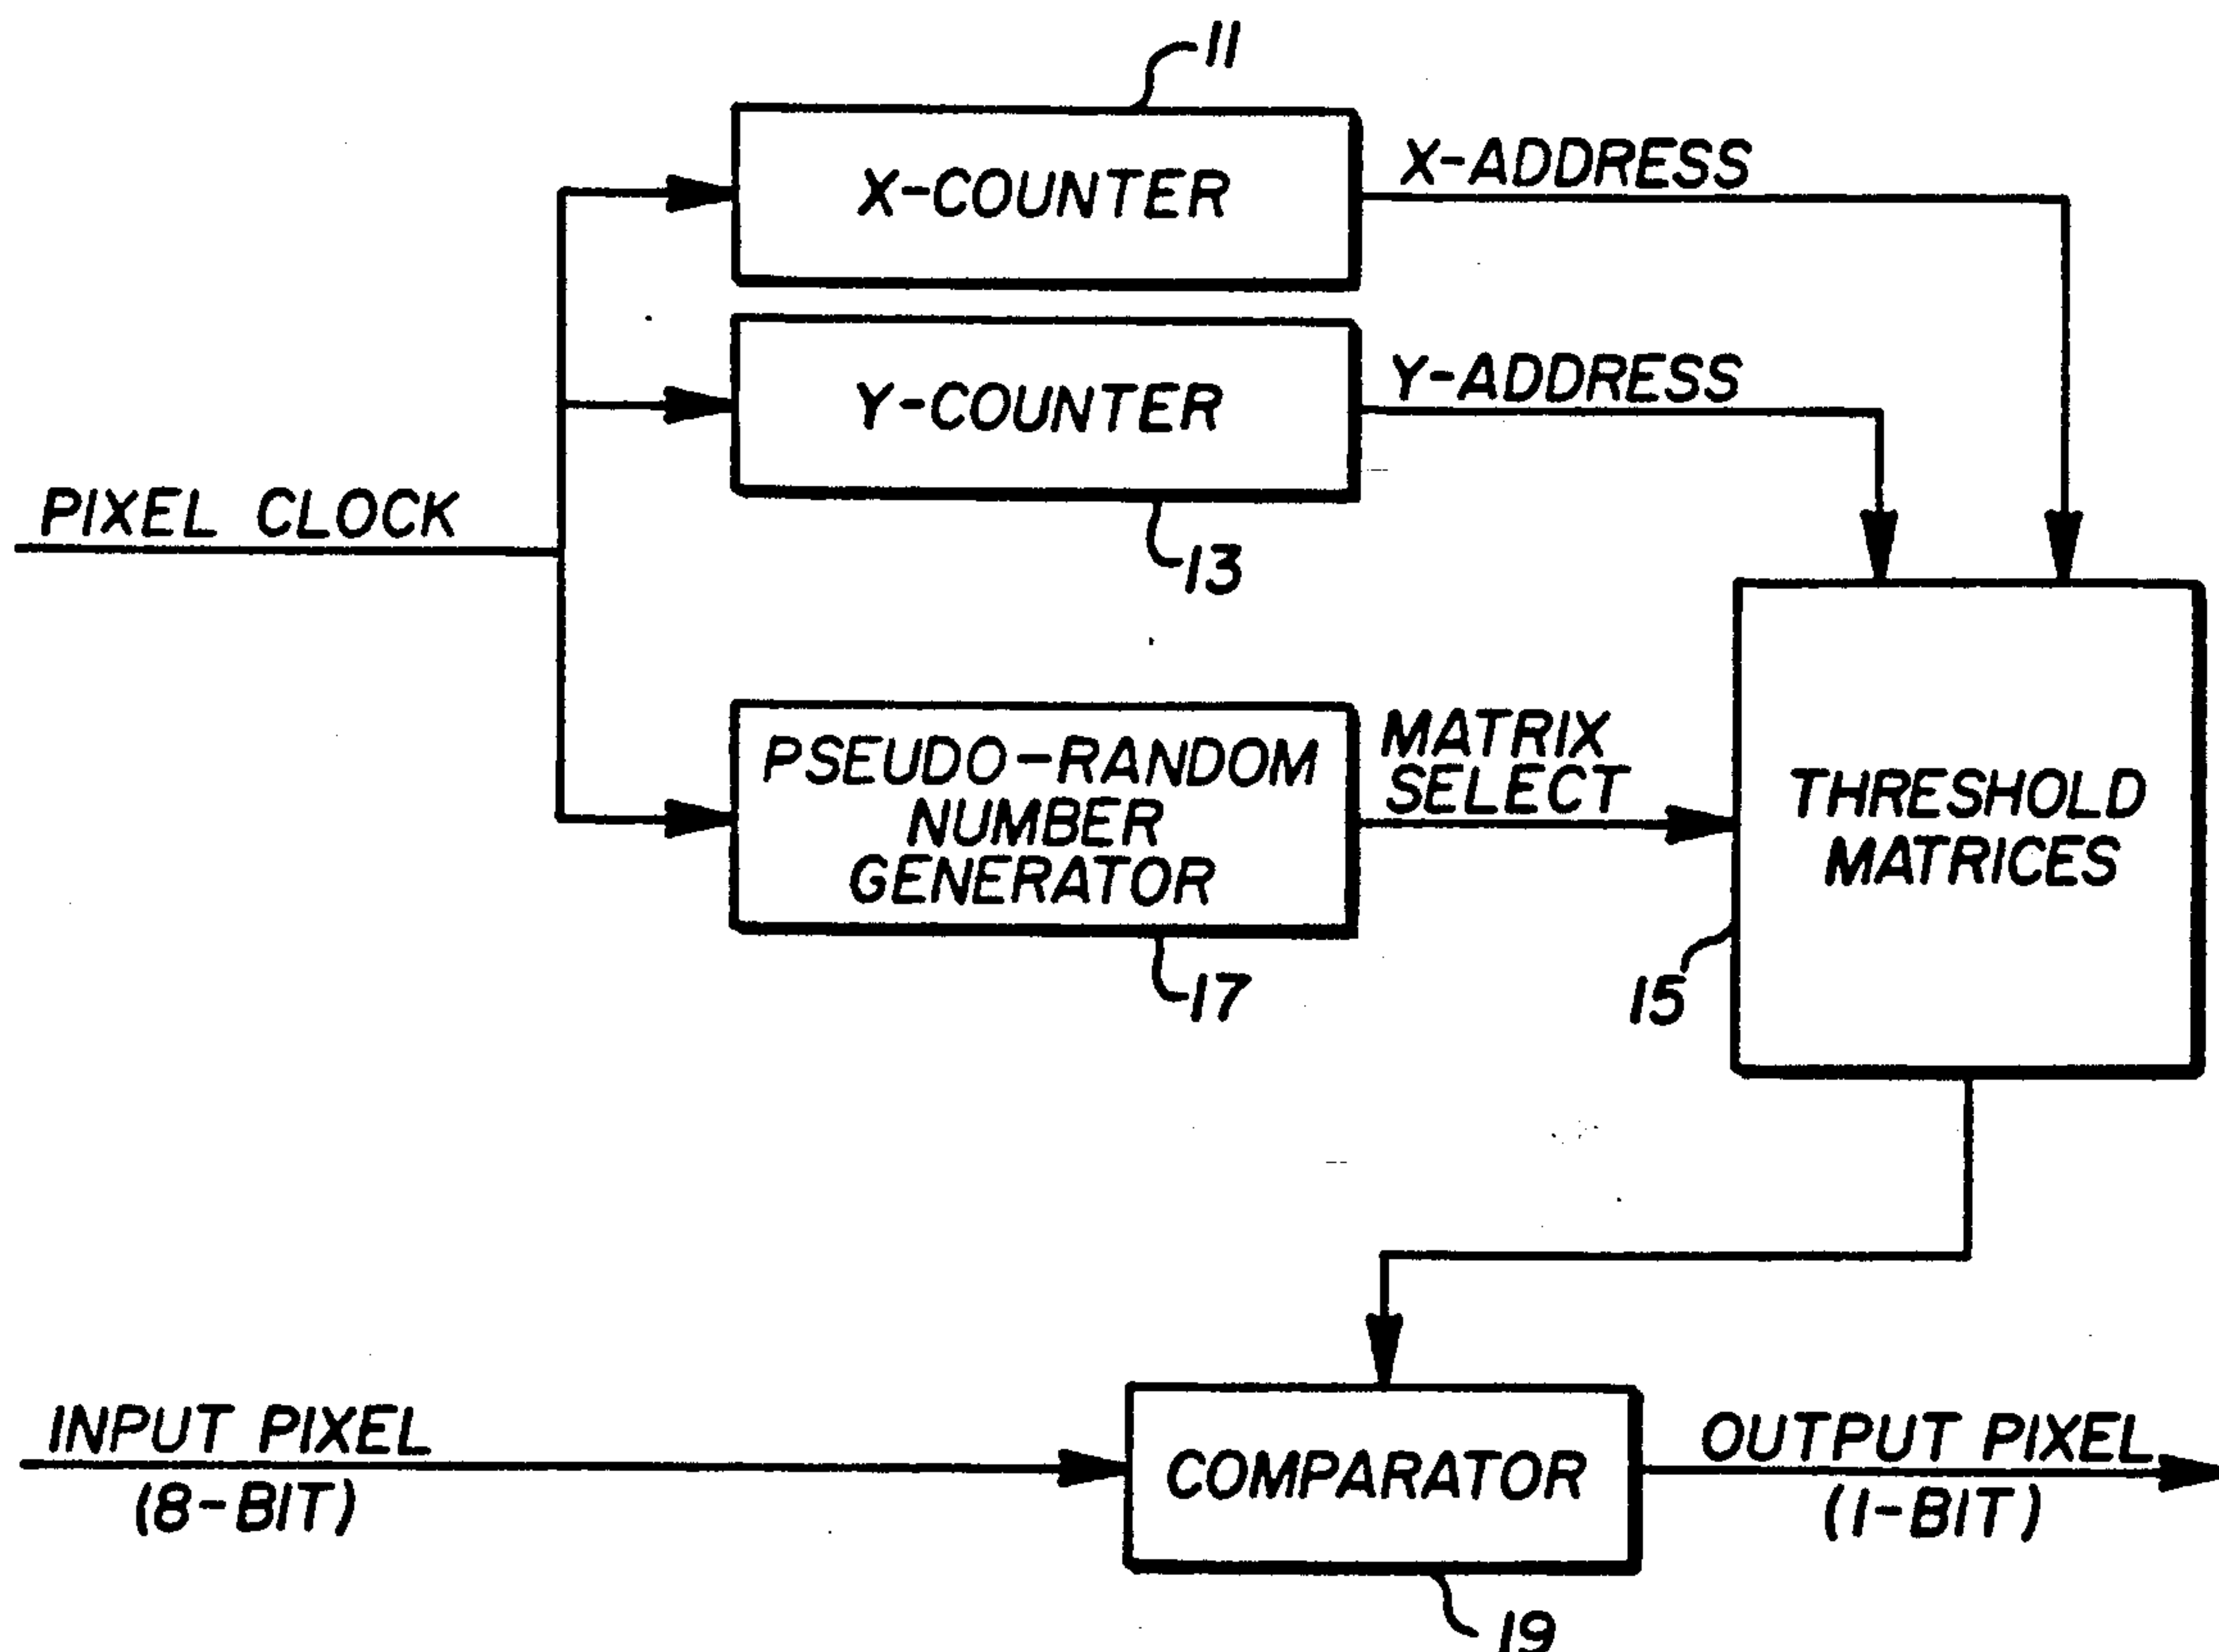 11
X-COUNTER
X-ADDRESS
Y-COUNTER
Y-ADDRESS
PIXEL CLOCK
13
PSEUDO-RANDOM
NUMBER
GENERATOR
MATRIX
SELECT
THRESHOLD
MATRICES
17
15
INPUT PIXEL
(8-BIT)
COMPARATOR
OUTPUT PIXEL
(1-BIT)
19